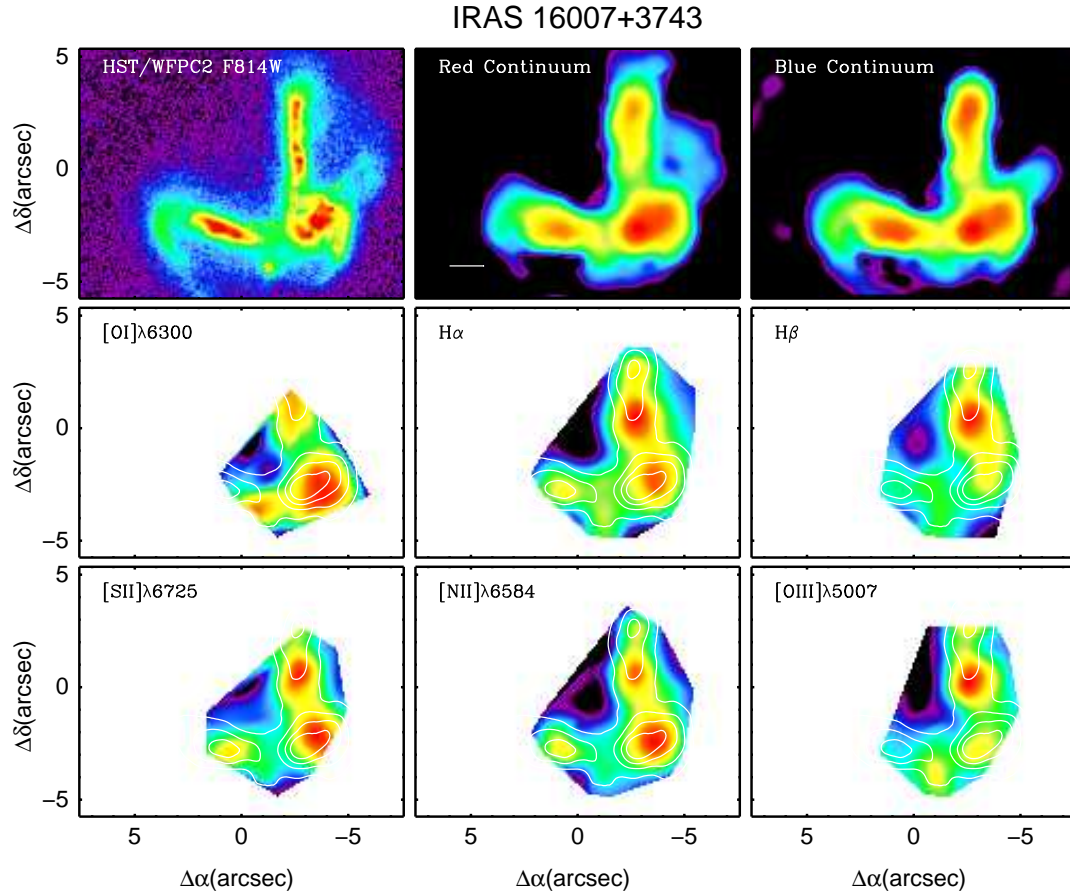 IRAS 16007+3743
HST/WFPC2 F814W
Red Continuum
Blue Continuum
5
0
−5
Δδ(arcsec)
[OI]λ6300
Hα
Hβ
5
0
−5
Δδ(arcsec)
[SII]λ6725
[NII]λ6584
[OIII]λ5007
5
0
−5
Δδ(arcsec)
5 0 −5 5 0 −5 5 0 −5
Δα(arcsec) Δα(arcsec) Δα(arcsec)